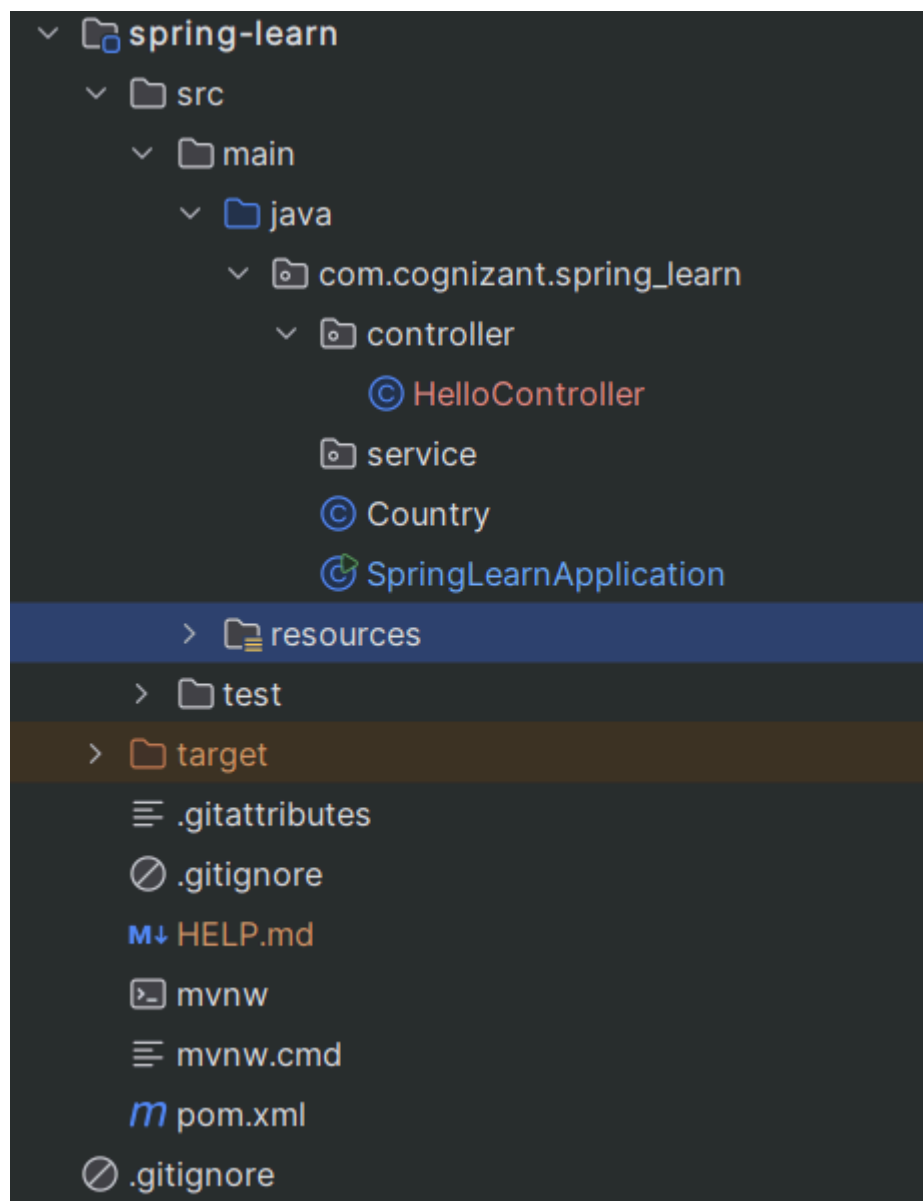 spring-learn
src
main
java
com.cognizant.spring_learn
controller
HelloController
service
Country
SpringLearnApplication
resources
test
target
.gitattributes
.gitignore
HELP.md
mvnw
mvnw.cmd
pom.xml
.gitignore